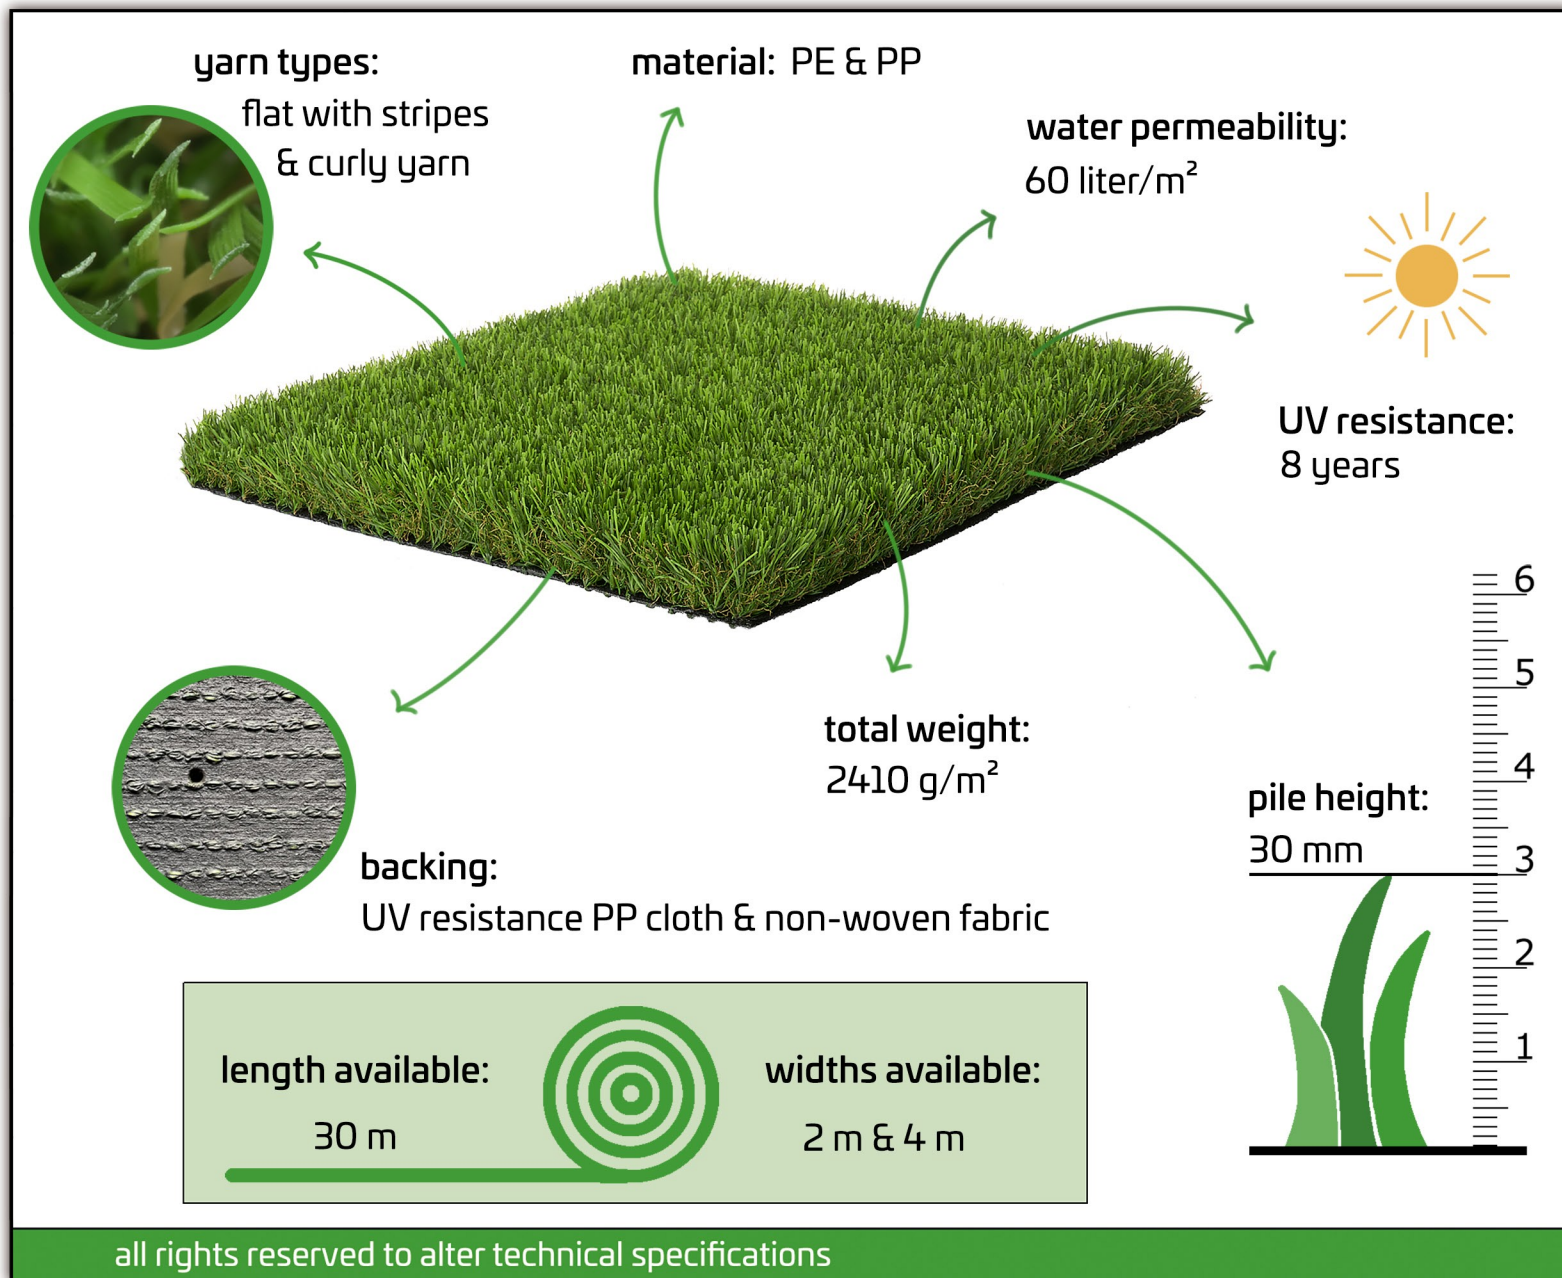 yarn types:
flat with stripes
& curly yarn
material: PE & PP
water permeability:
60 liter/m²
UV resistance:
8 years
total weight:
2410 g/m²
pile height:
30 mm
6
5
4
3
2
1
backing:
UV resistance PP cloth & non-woven fabric
length available:
30 m
widths available:
2 m & 4 m
all rights reserved to alter technical specifications